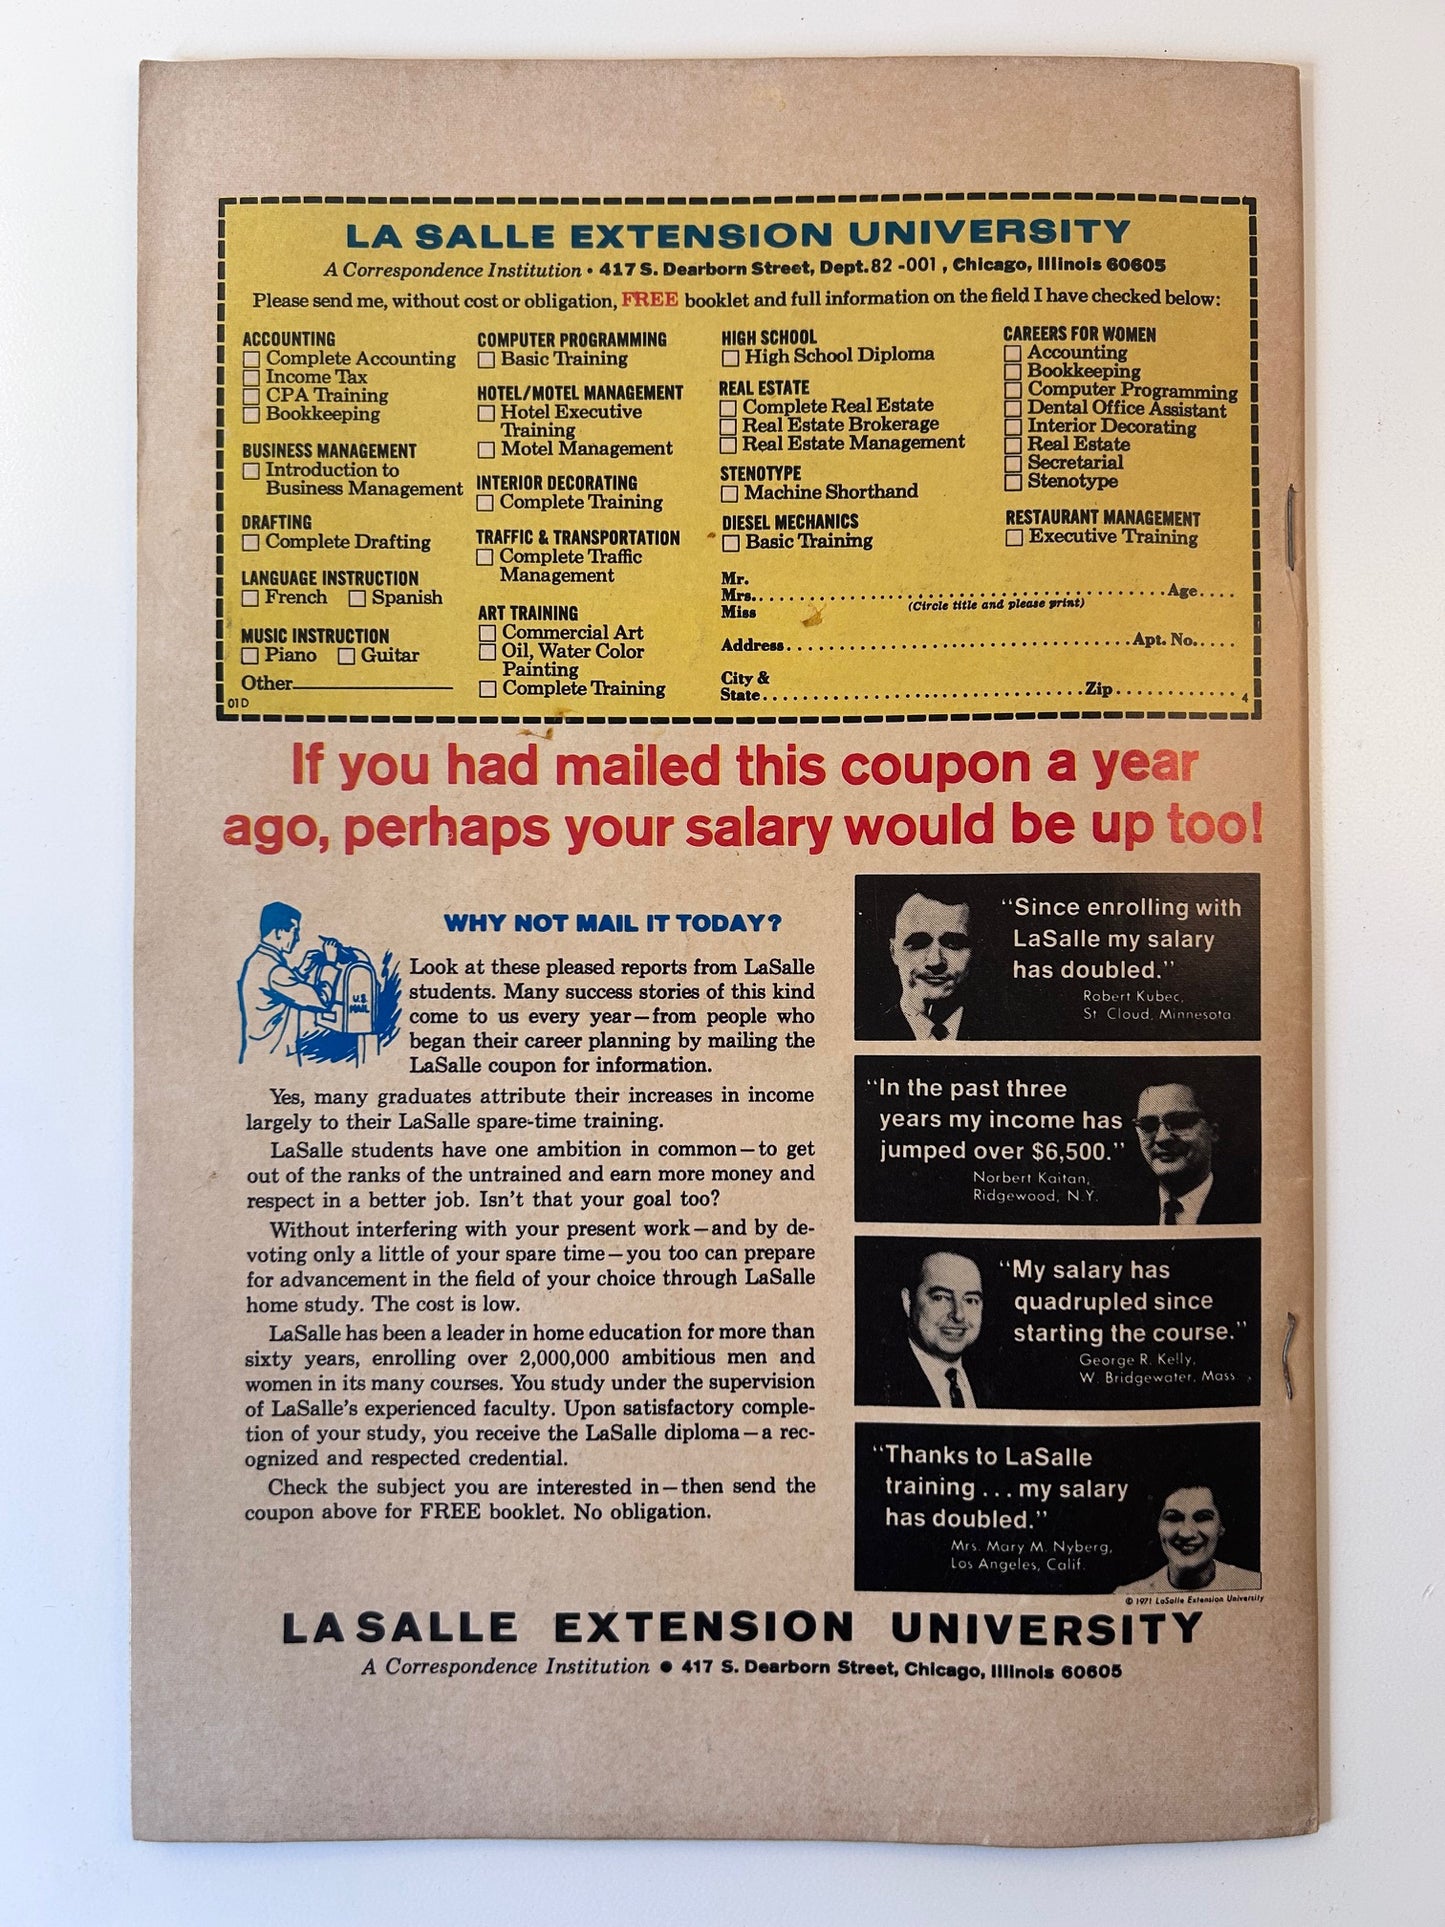 LA SALLE EXTENSION UNIVERSITY
A Correspondence Institution • 417 S. Dearborn Street, Dept. 82-001, Chicago, Illinois 60605
Please send me, without cost or obligation, FREE booklet and full information on the field I have checked below:
ACCOUNTING
Complete Accounting
Income Tax
CPA Training
Bookkeeping
BUSINESS MANAGEMENT
Introduction to
Business Management
DRAFTING
Complete Drafting
LANGUAGE INSTRUCTION
French Spanish
MUSIC INSTRUCTION
Piano Guitar
Other
01D
COMPUTER PROGRAMMING
Basic Training
HOTEL/MOTEL MANAGEMENT
Hotel Executive
Training
Motel Management
INTERIOR DECORATING
Complete Training
TRAFFIC & TRANSPORTATION
Complete Traffic
Management
ART TRAINING
Commercial Art
Oil, Water Color
Painting
Complete Training
HIGH SCHOOL
High School Diploma
REAL ESTATE
Complete Real Estate
Real Estate Brokerage
Real Estate Management
STENOTYPE
Machine Shorthand
DIESEL MECHANICS
Basic Training
CAREERS FOR WOMEN
Accounting
Bookkeeping
Computer Programming
Dental Office Assistant
Interior Decorating
Real Estate
Secretarial
Stenotype
RESTAURANT MANAGEMENT
Executive Training
Mr.
Mrs. Age
(Circle title and please print)
Miss
Address Apt. No.
City &
State Zip
4
If you had mailed this coupon a year
ago, perhaps your salary would be up too!
WHY NOT MAIL IT TODAY?
U.S.
MAIL
Look at these pleased reports from LaSalle
students. Many success stories of this kind
come to us every year—from people who
began their career planning by mailing the
LaSalle coupon for information.
Yes, many graduates attribute their increases in income
largely to their LaSalle spare-time training.
LaSalle students have one ambition in common—to get
out of the ranks of the untrained and earn more money and
respect in a better job. Isn't that your goal too?
Without interfering with your present work—and by de-
voting only a little of your spare time—you too can prepare
for advancement in the field of your choice through LaSalle
home study. The cost is low.
LaSalle has been a leader in home education for more than
sixty years, enrolling over 2,000,000 ambitious men and
women in its many courses. You study under the supervision
of LaSalle's experienced faculty. Upon satisfactory comple-
tion of your study, you receive the LaSalle diploma—a rec-
ognized and respected credential.
Check the subject you are interested in—then send the
coupon above for FREE booklet. No obligation.
"Since enrolling with
LaSalle my salary
has doubled."
Robert Kubec,
St. Cloud, Minnesota.
"In the past three
years my income has
jumped over $6,500."
Norbert Kaitan,
Ridgewood, N.Y.
"My salary has
quadrupled since
starting the course."
George R. Kelly,
W. Bridgewater, Mass.
"Thanks to LaSalle
training ... my salary
has doubled."
Mrs. Mary M. Nyberg,
Los Angeles, Calif.
© 1971 LaSalle Extension University
LA SALLE EXTENSION UNIVERSITY
A Correspondence Institution • 417 S. Dearborn Street, Chicago, Illinois 60605